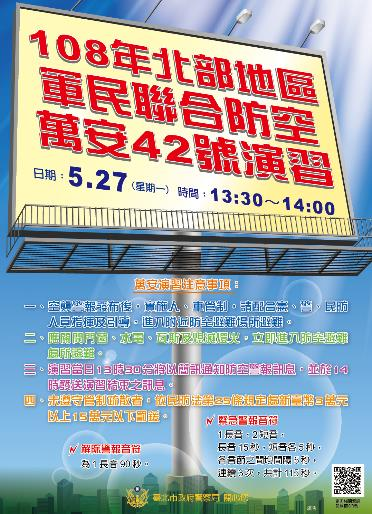 108年北部地區
軍民聯合防空
萬安42號演習
日期：5.27（星期一）時間：13:30～14:00
萬安演習注意事項：
一、空襲警報發布後，實施人、車管制，請配合憲、警、民防
人員指揮及引導，進入附近防空避難處所避難。
二、應關閉門窗、水電、瓦斯及熄滅爐火，立即進入防空避難
處所避難。
三、演習當日13時30分將以簡訊通知防空警報訊息，並於14
時發送演習結束之訊息。
四、未遵守管制疏散者，依民防法第25條規定處新臺幣3萬元
以上15萬元以下罰鍰。
✓ 緊急警報音符
1長音，2短音，
長音15秒，短音各5秒，
各音節之間均間隔5秒，
連續3次，共計115秒。
✓ 解除警報音符
為1長音90秒。
臺北市政府警察局 關心您